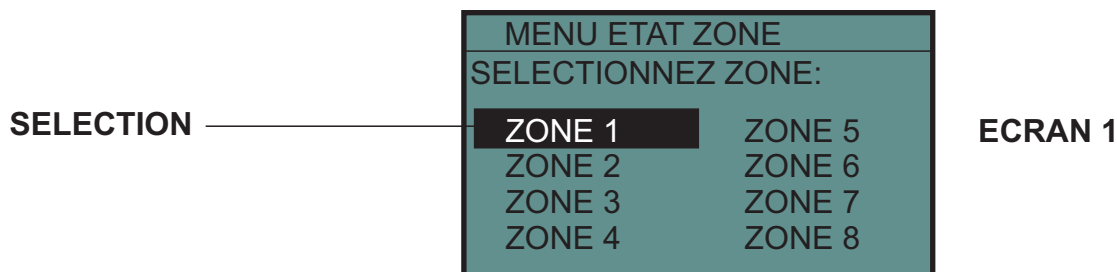 MENU ETAT ZONE
SELECTIONNEZ ZONE:
SELECTION
ZONE 1 ZONE 5
ECRAN 1
ZONE 2 ZONE 6
ZONE 3 ZONE 7
ZONE 4 ZONE 8